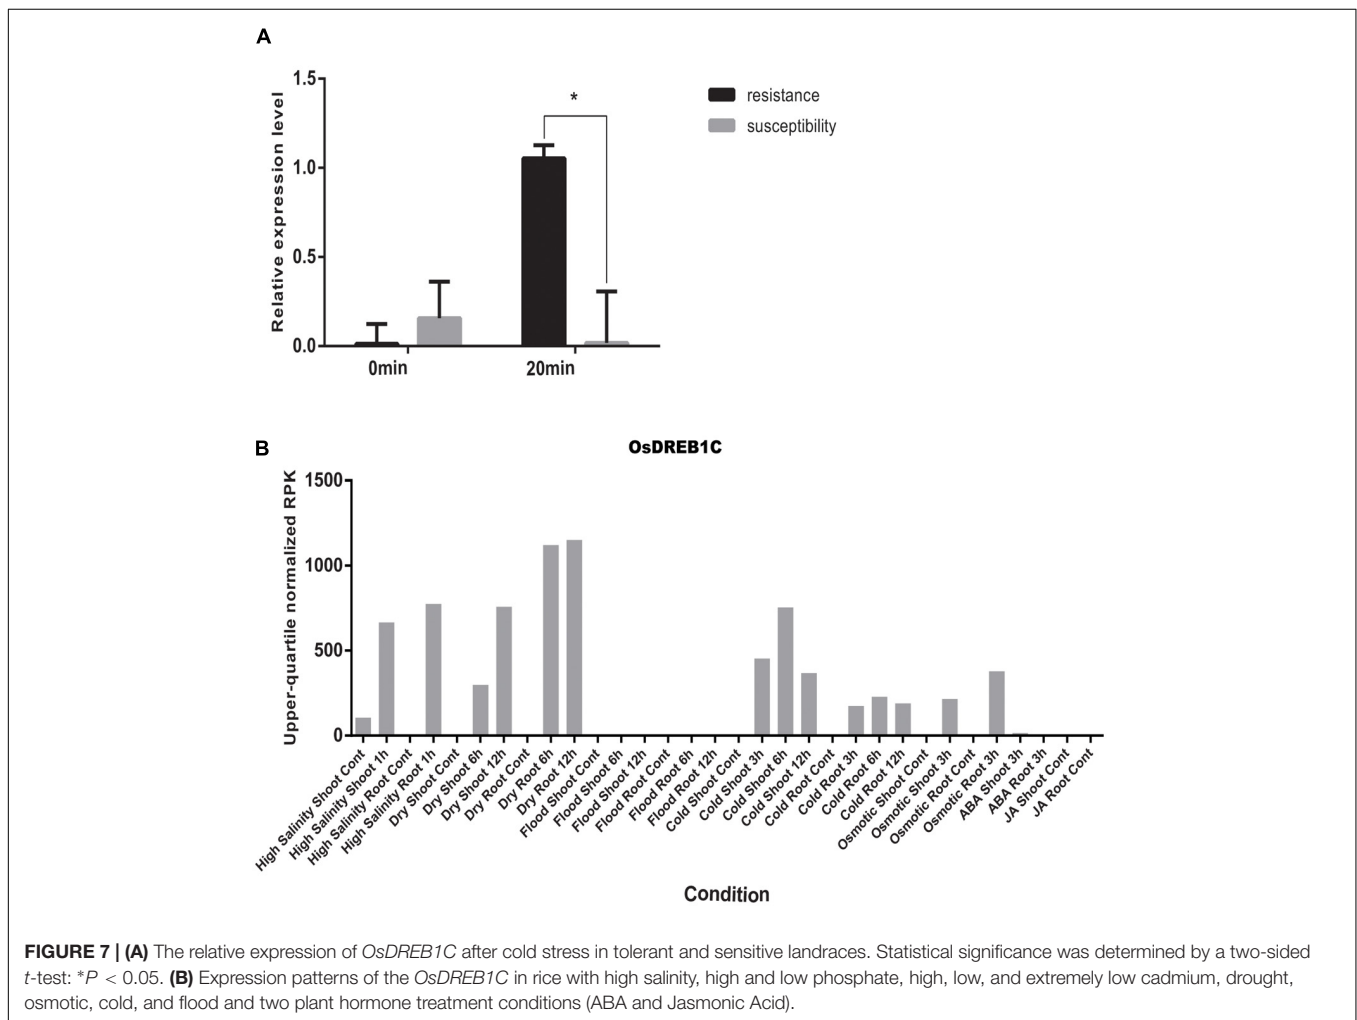 A
1.5
1.0
0.5
0.0
Relative expression level
*
resistance
susceptibility
0min
20min
B
OsDREB1C
Upper-quartile normalized RPK
1500
1000
500
0
High Salinity Shoot Cont
High Salinity Shoot 1h
High Salinity Root Cont
High Salinity Root 1h
Dry Shoot Cont
Dry Shoot 6h
Dry Shoot 12h
Dry Root Cont
Dry Root 6h
Dry Root 12h
Flood Shoot Cont
Flood Shoot 6h
Flood Shoot 12h
Flood Root Cont
Flood Root 6h
Flood Root 12h
Cold Shoot Cont
Cold Shoot 3h
Cold Shoot 6h
Cold Shoot 12h
Cold Root Cont
Cold Root 3h
Cold Root 6h
Cold Root 12h
Osmotic Shoot Cont
Osmotic Shoot 3h
Osmotic Root Cont
Osmotic Root 3h
ABA Shoot 3h
ABA Root 3h
JA Shoot Cont
JA Root Cont
Condition
FIGURE 7 | (A) The relative expression of OsDREB1C after cold stress in tolerant and sensitive landraces. Statistical significance was determined by a two-sided
t-test: *P < 0.05. (B) Expression patterns of the OsDREB1C in rice with high salinity, high and low phosphate, high, low, and extremely low cadmium, drought,
osmotic, cold, and flood and two plant hormone treatment conditions (ABA and Jasmonic Acid).